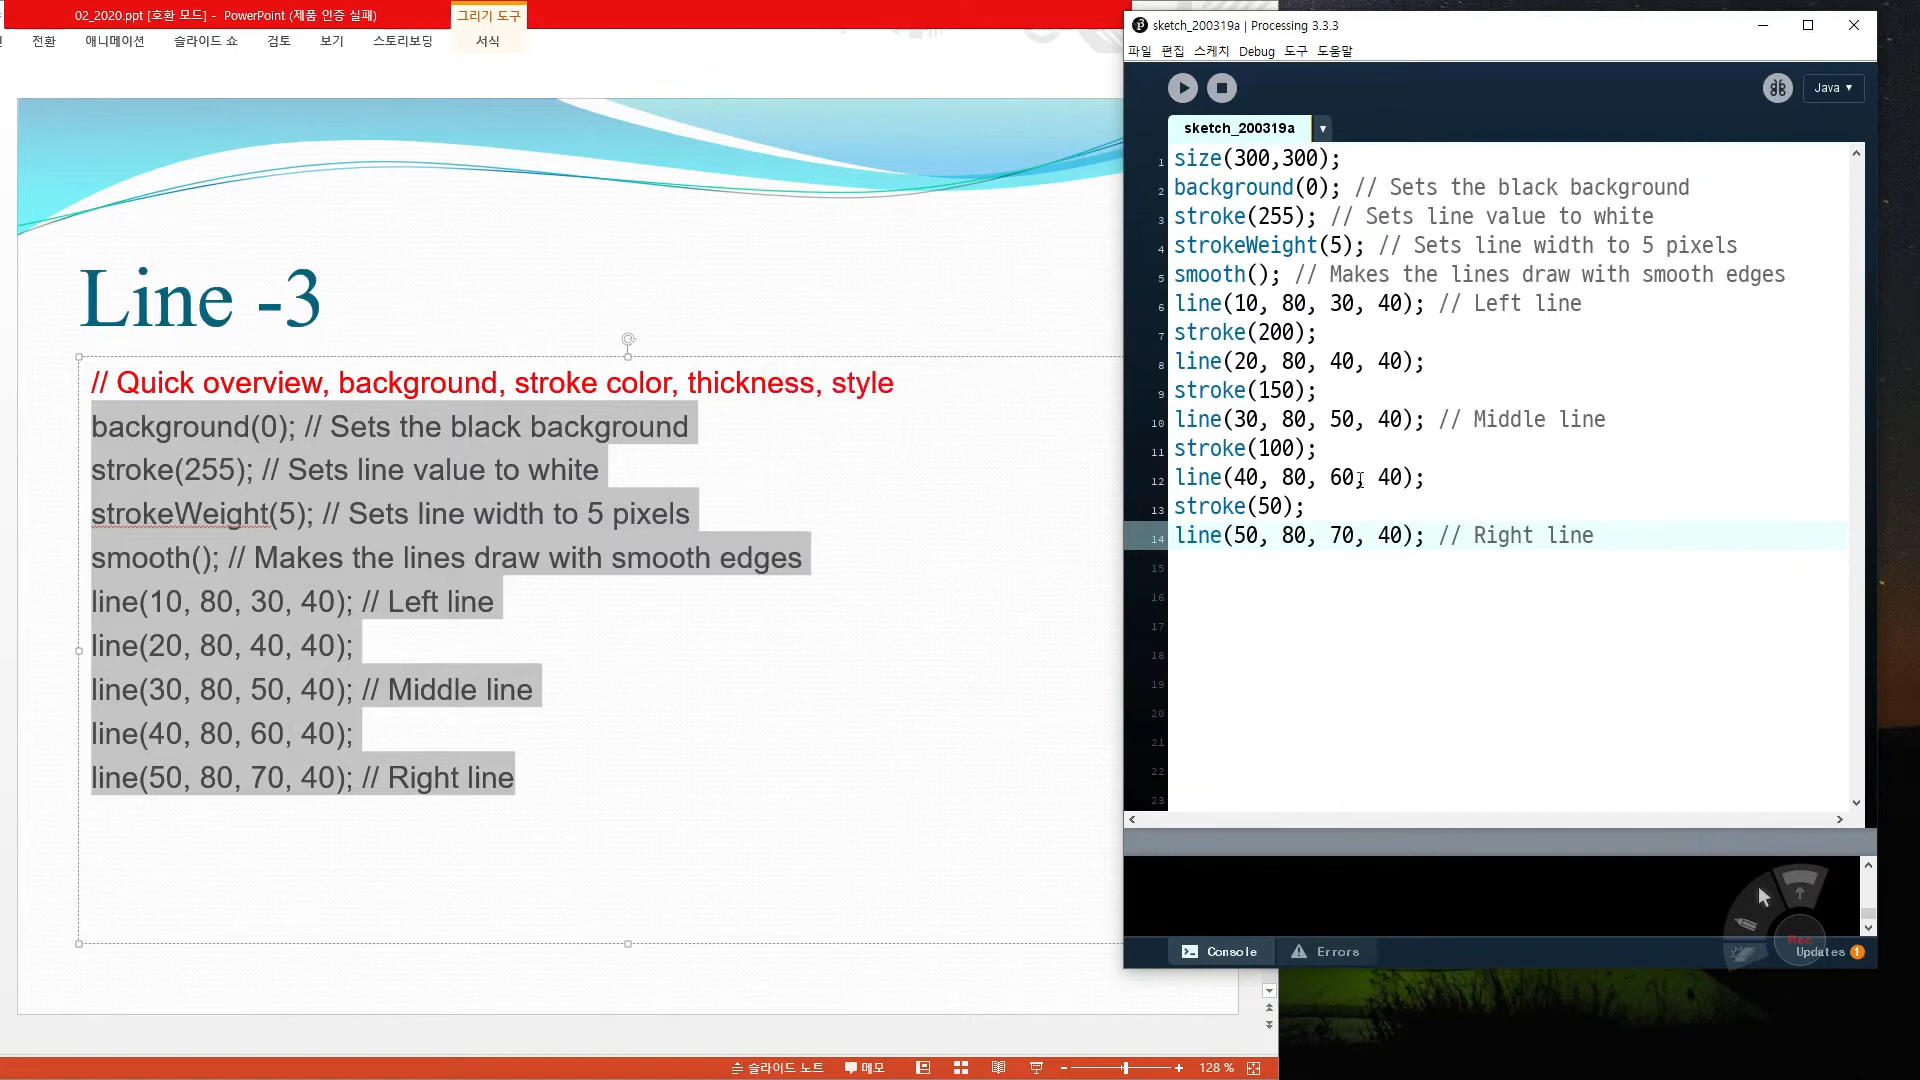 02_2020.ppt [호환 모드] - PowerPoint (제품 인증 실패)
그리기 도구
전환 애니메이션 슬라이드 쇼 검토 보기 스토리보딩 서식
Line -3
// Quick overview, background, stroke color, thickness, style
background(0); // Sets the black background
stroke(255); // Sets line value to white
strokeWeight(5); // Sets line width to 5 pixels
smooth(); // Makes the lines draw with smooth edges
line(10, 80, 30, 40); // Left line
line(20, 80, 40, 40);
line(30, 80, 50, 40); // Middle line
line(40, 80, 60, 40);
line(50, 80, 70, 40); // Right line
슬라이드 노트 메모 128 %
sketch_200319a | Processing 3.3.3
파일 편집 스케치 Debug 도구 도움말
Java
sketch_200319a
1 size(300,300);
2 background(0); // Sets the black background
3 stroke(255); // Sets line value to white
4 strokeWeight(5); // Sets line width to 5 pixels
5 smooth(); // Makes the lines draw with smooth edges
6 line(10, 80, 30, 40); // Left line
7 stroke(200);
8 line(20, 80, 40, 40);
9 stroke(150);
10 line(30, 80, 50, 40); // Middle line
11 stroke(100);
12 line(40, 80, 60, 40);
13 stroke(50);
14 line(50, 80, 70, 40); // Right line
15
16
17
18
19
20
21
22
23
Rec
Console Errors Updates 1